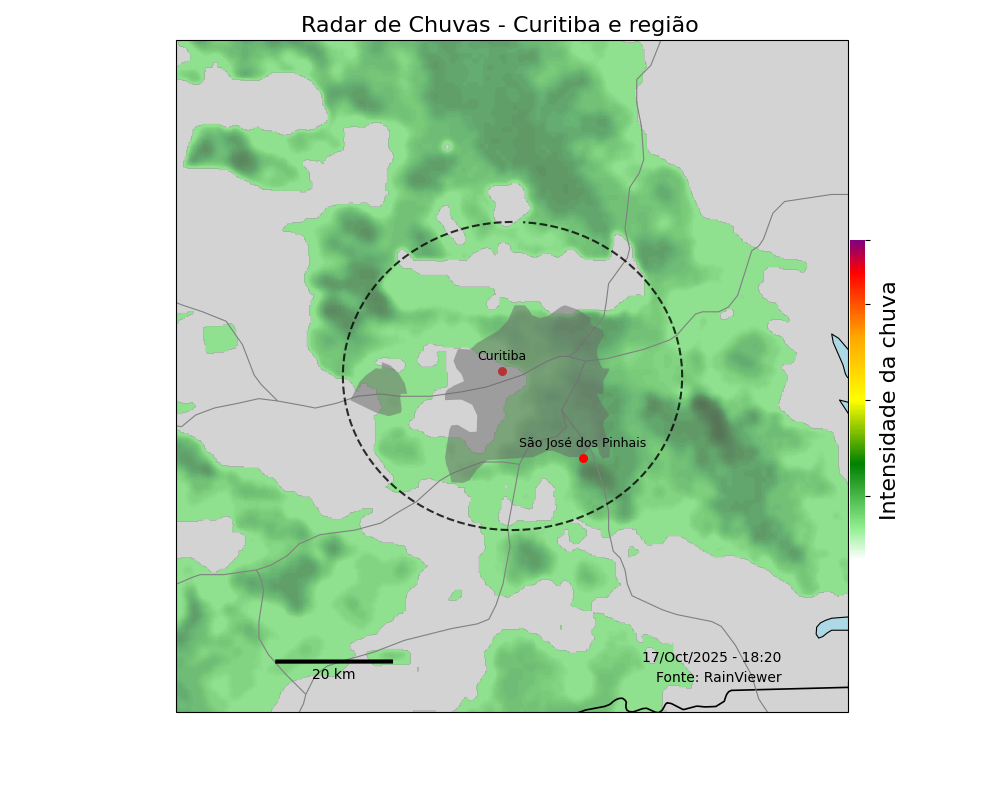 Radar de Chuvas - Curitiba e região
Curitiba
São José dos Pinhais
Intensidade da chuva
17/Oct/2025 - 18:20
Fonte: RainViewer
20 km